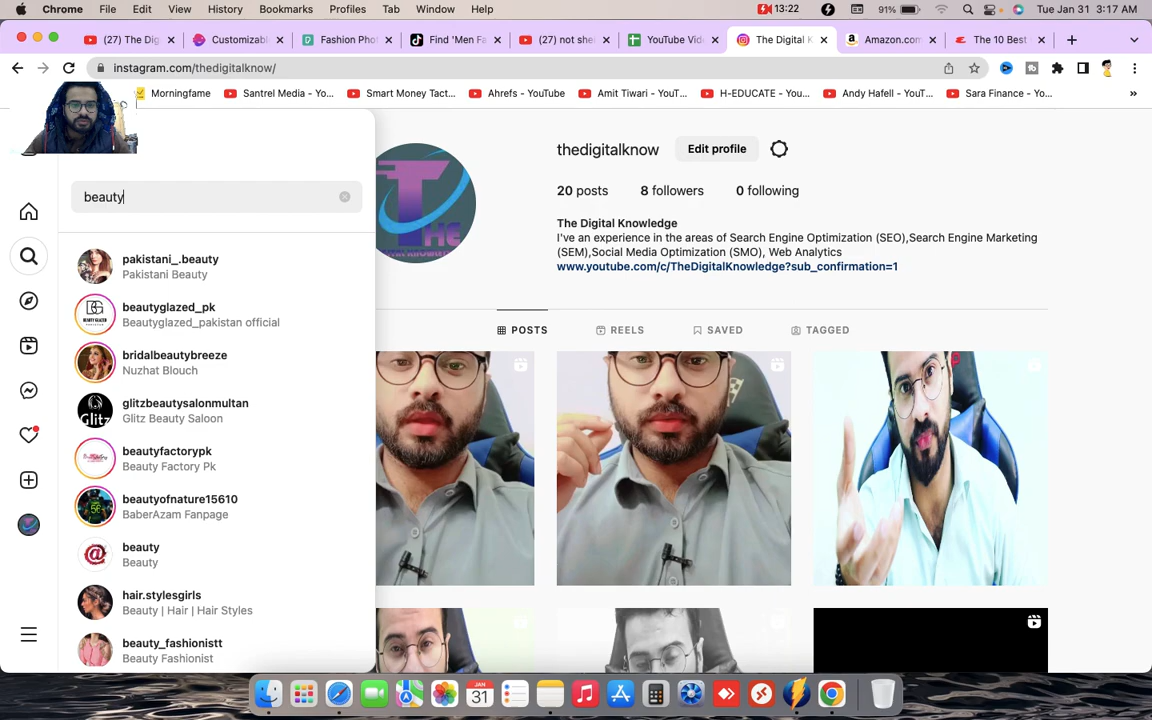 Chrome File Edit View History Bookmarks Profiles Tab Window Help 13:22 91% Tue Jan 31 3:17 AM
(27) The Dig Customizabl Fashion Pho Find 'Men Fa (27) not she YouTube Vid The Digital K Amazon.com The 10 Best
instagram.com/thedigitalknow/
Morningfame Santrel Media - Yo... Smart Money Tact... Ahrefs - YouTube Amit Tiwari - YouT... H-EDUCATE - You... Andy Hafell - YouT... Sara Finance - Yo... »
beauty
pakistani_.beauty
Pakistani Beauty
beautyglazed_pk
Beautyglazed_pakistan official
bridalbeautybreeze
Nuzhat Blouch
glitzbeautysalonmultan
Glitz Beauty Saloon
beautyfactorypk
Beauty Factory Pk
beautyofnature15610
BaberAzam Fanpage
beauty
Beauty
hair.stylesgirls
Beauty | Hair | Hair Styles
beauty_fashionistt
Beauty Fashionist
thedigitalknow Edit profile
20 posts 8 followers 0 following
The Digital Knowledge
I've an experience in the areas of Search Engine Optimization (SEO),Search Engine Marketing
(SEM),Social Media Optimization (SMO), Web Analytics
www.youtube.com/c/TheDigitalKnowledge?sub_confirmation=1
POSTS REELS SAVED TAGGED
JAN
31